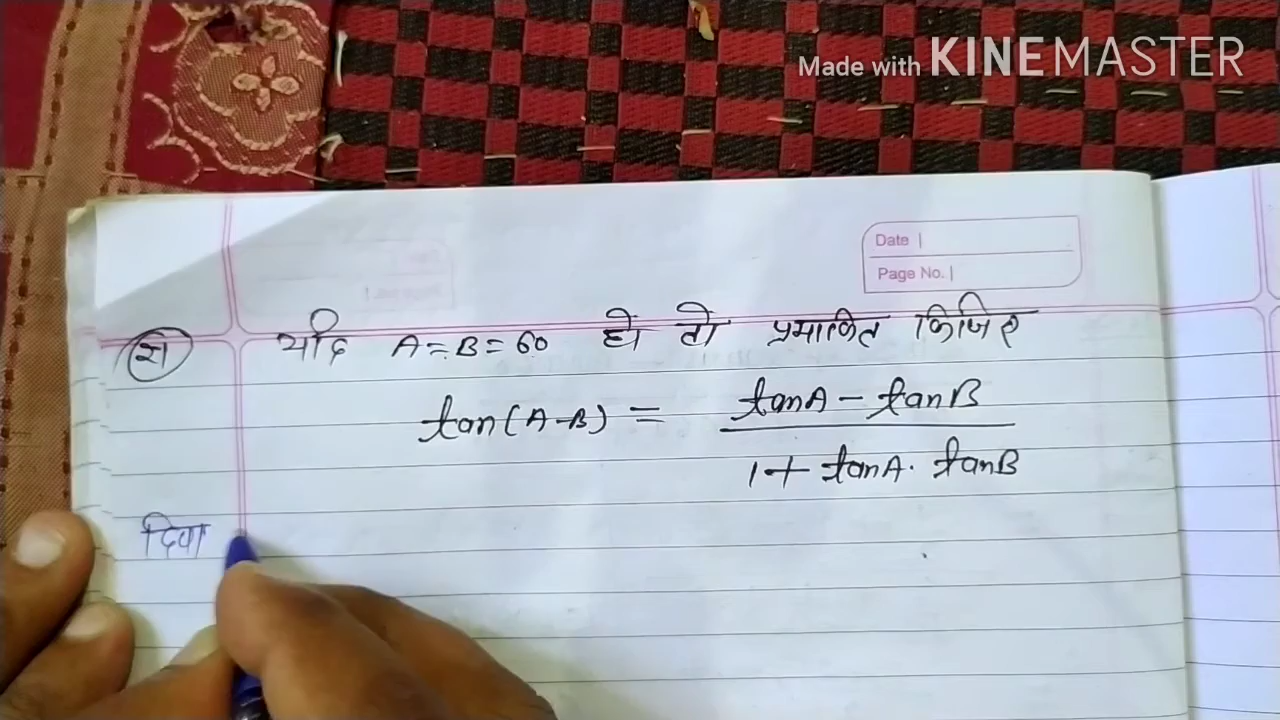 Made with KINEMASTER
Date |
Page No. |
यदि A = B = 60 हो तो प्रमाणित किजिए
tan(A-B) = tanA - tanB
1 + tanA. tanB
दिया